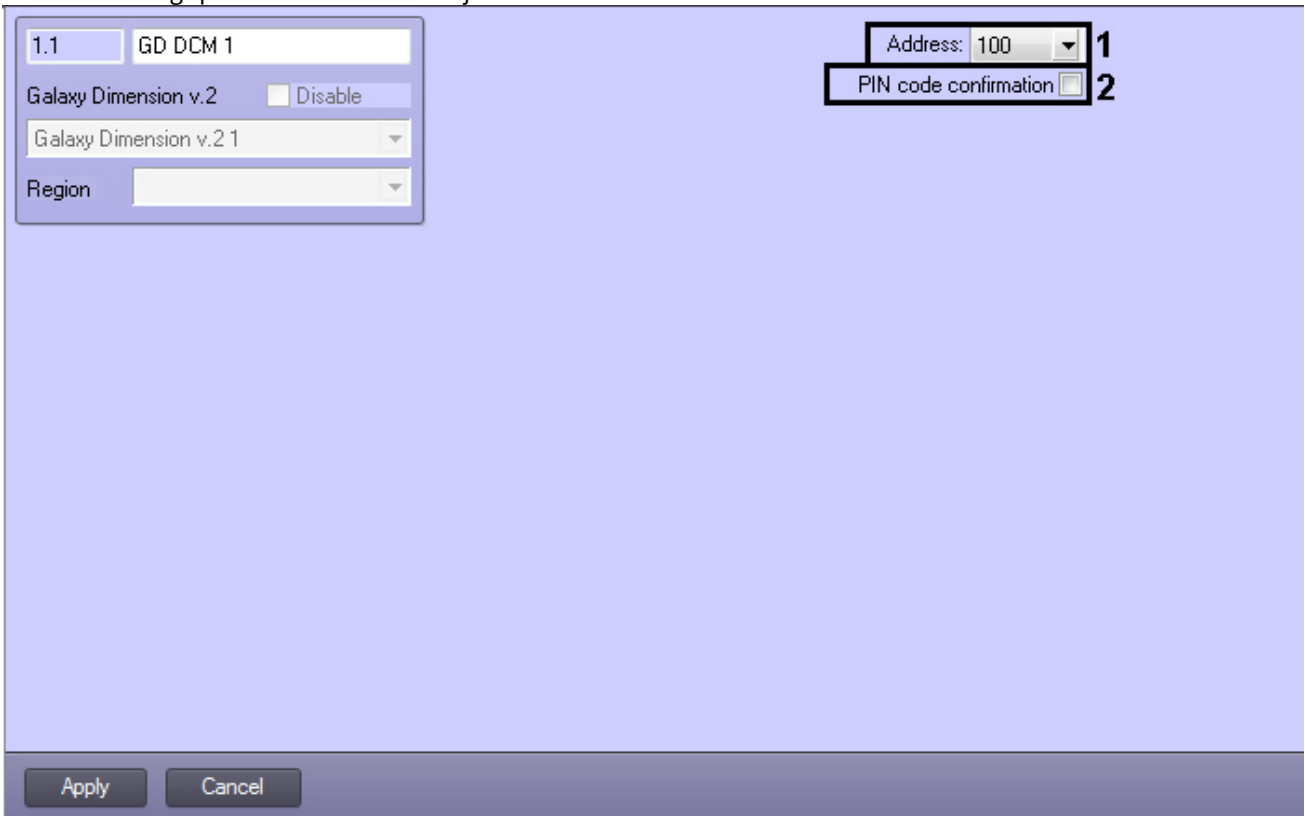 1.1 GD DCM 1
Galaxy Dimension v.2 Disable
Galaxy Dimension v.2 1
Region
Address: 100 1
PIN code confirmation 2
Apply Cancel